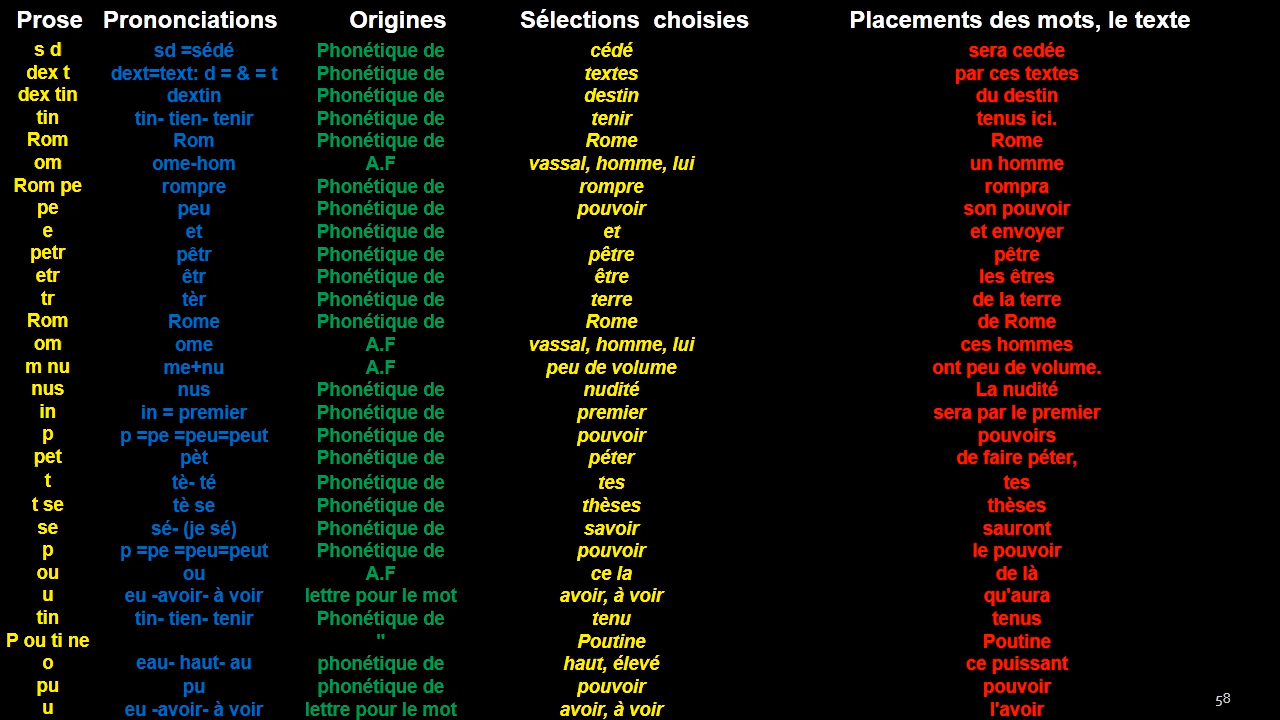 Prose Prononciations Origines Sélections choisies Placements des mots, le texte
s d sd =sédé Phonétique de cédé sera cedée
dex t dext=text: d = & = t Phonétique de textes par ces textes
dex tin dextin Phonétique de destin du destin
tin tin- tien- tenir Phonétique de tenir tenus ici.
Rom Rom Phonétique de Rome Rome
om ome-hom A.F vassal, homme, lui un homme
Rom pe rompre Phonétique de rompre rompra
pe peu Phonétique de pouvoir son pouvoir
e et Phonétique de et et envoyer
petr pêtr Phonétique de pêtre pêtre
etr êtr Phonétique de être les êtres
tr tèr Phonétique de terre de la terre
Rom Rome Phonétique de Rome de Rome
om ome A.F vassal, homme, lui ces hommes
m nu me+nu A.F peu de volume ont peu de volume.
nus nus Phonétique de nudité La nudité
in in = premier Phonétique de premier sera par le premier
p p =pe =peu=peut Phonétique de pouvoir pouvoirs
pet pèt Phonétique de péter de faire péter,
t tè- té Phonétique de tes tes
t se tè se Phonétique de thèses thèses
se sé- (je sé) Phonétique de savoir sauront
p p =pe =peu=peut Phonétique de pouvoir le pouvoir
ou ou A.F ce la de là
u eu -avoir- à voir lettre pour le mot avoir, à voir qu'aura
tin tin- tien- tenir Phonétique de tenu tenus
P ou ti ne " Poutine Poutine
o eau- haut- au phonétique de haut, élevé ce puissant
pu pu phonétique de pouvoir pouvoir
u eu -avoir- à voir lettre pour le mot avoir, à voir l'avoir
58